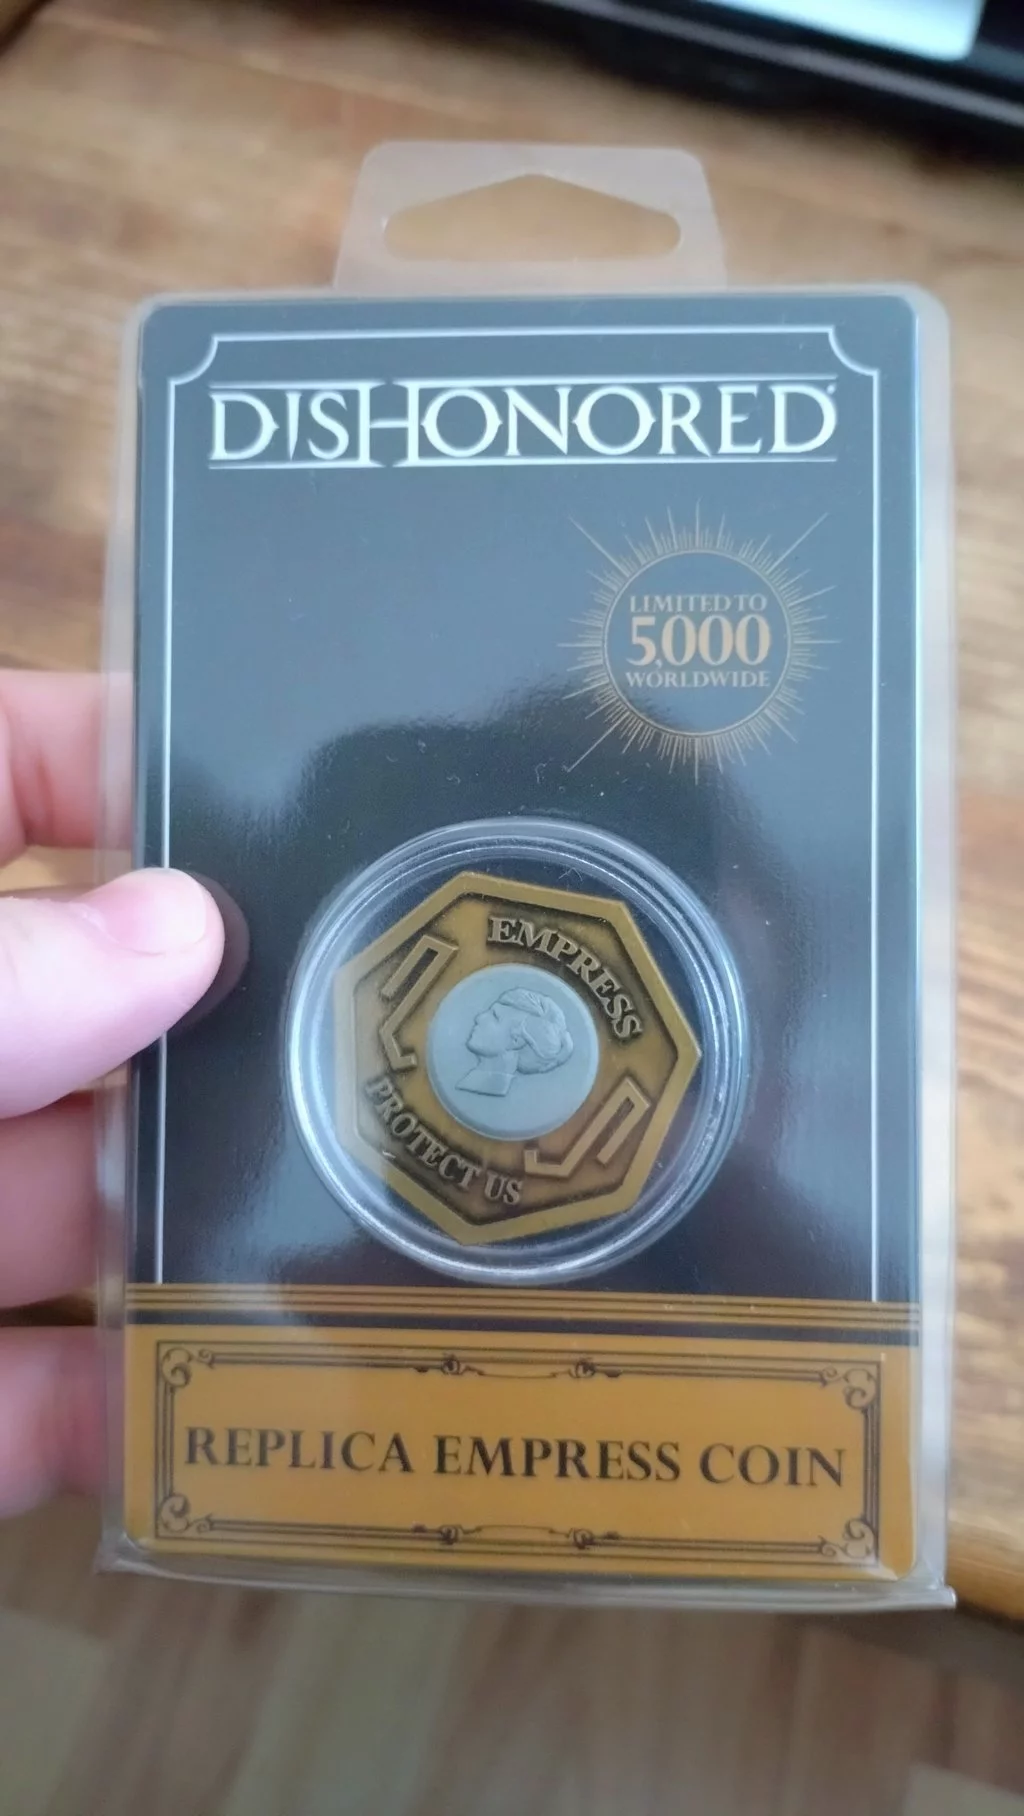 DISHONORED
LIMITED TO
5,000
WORLDWIDE
EMPRESS
PROTECT US
REPLICA EMPRESS COIN